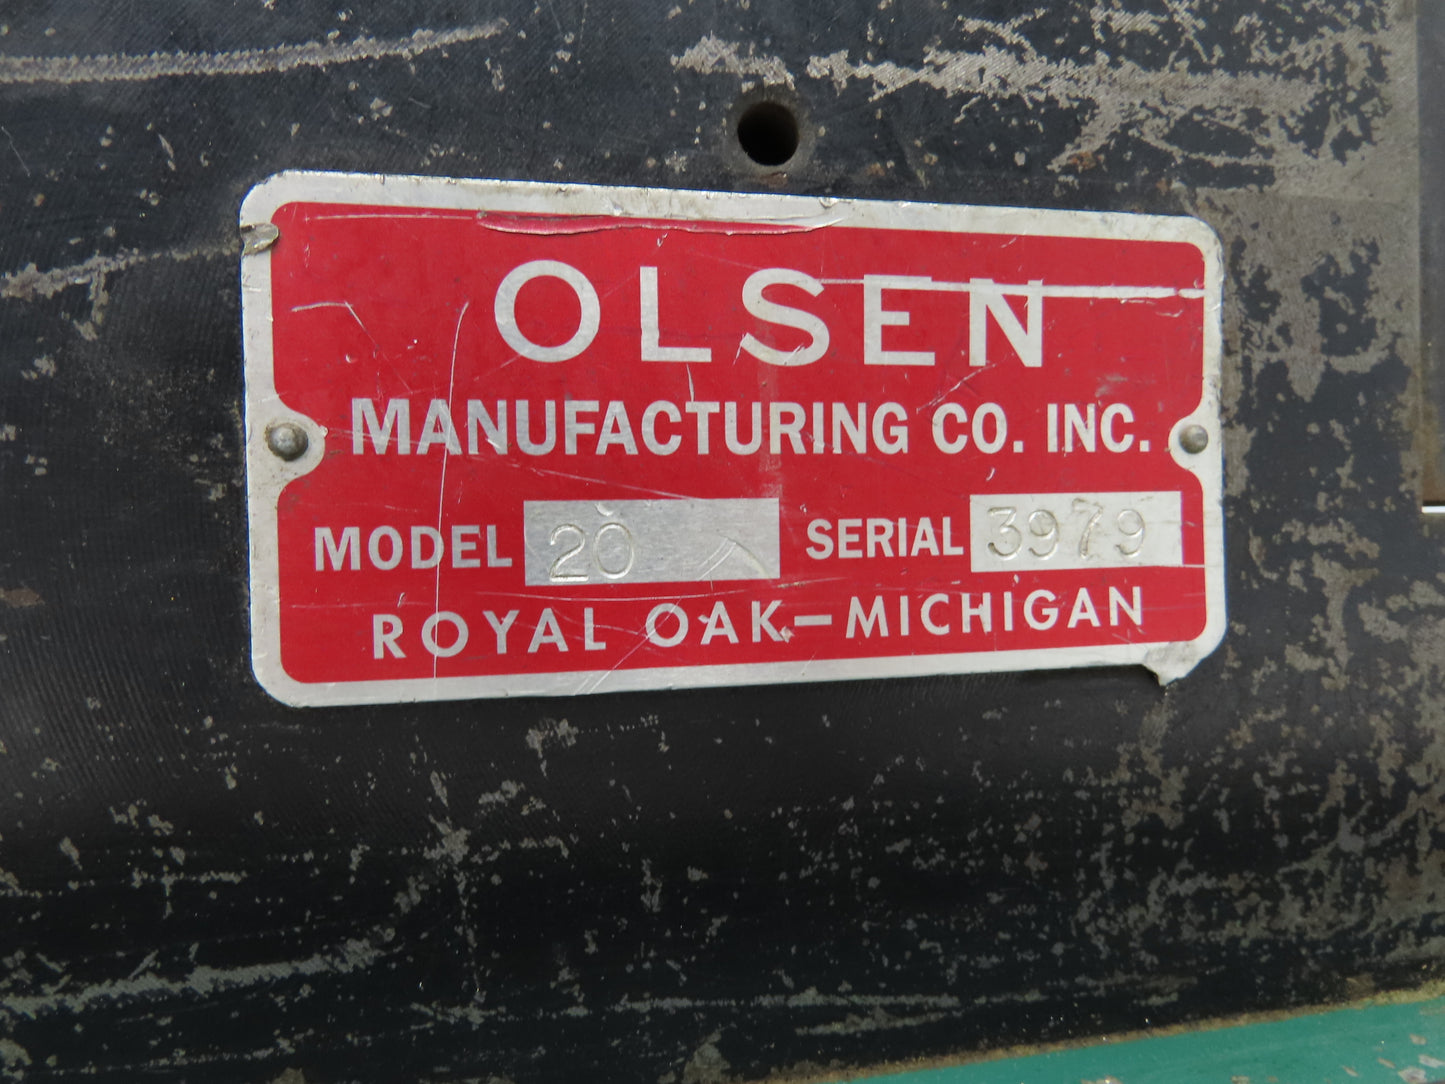 OLSEN
MANUFACTURING CO. INC.
MODEL 20 SERIAL 3979
ROYAL OAK—MICHIGAN